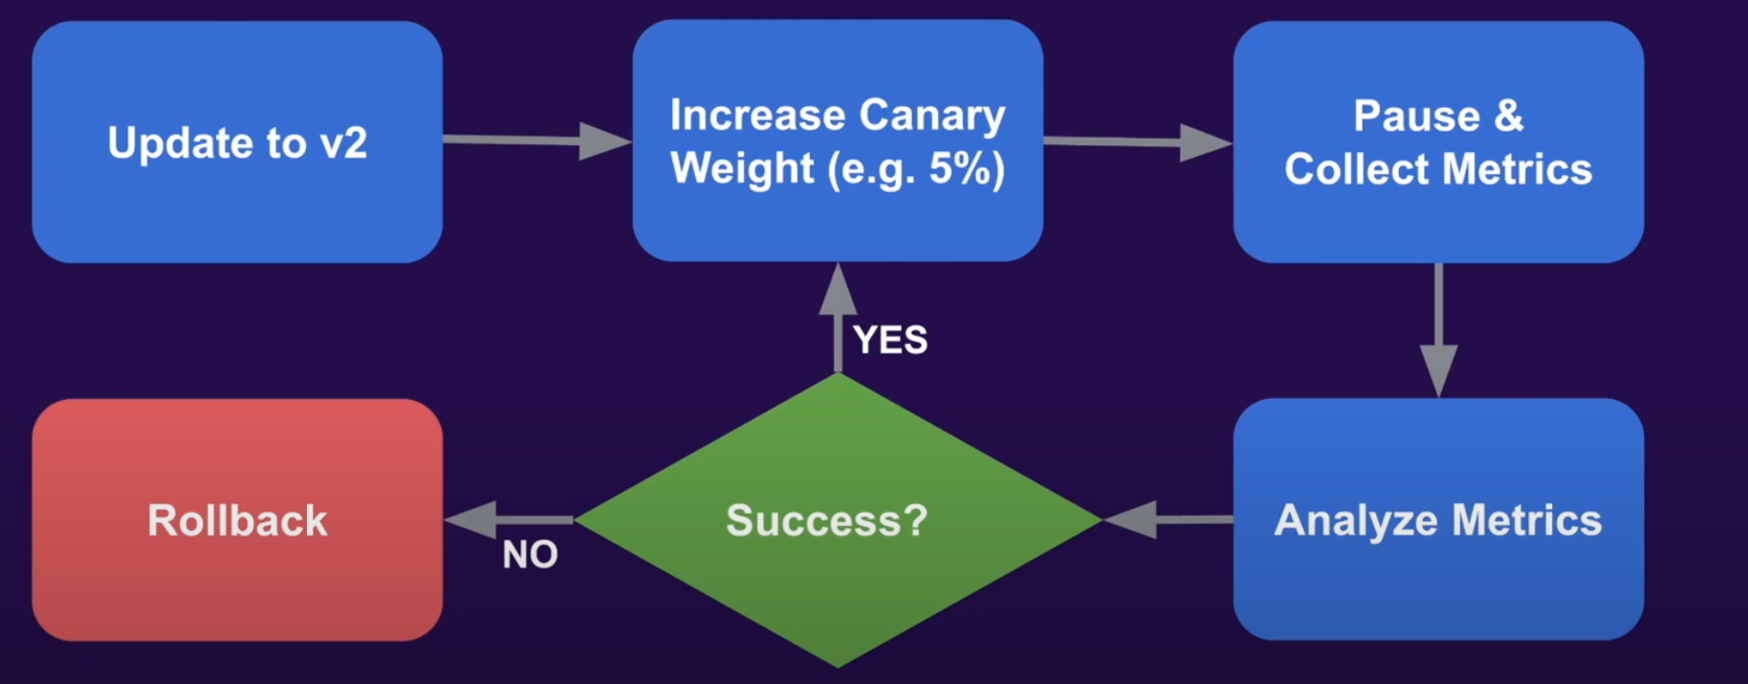 Update to v2
Increase Canary
Weight (e.g. 5%)
Pause &
Collect Metrics
YES
Rollback
NO
Success?
Analyze Metrics